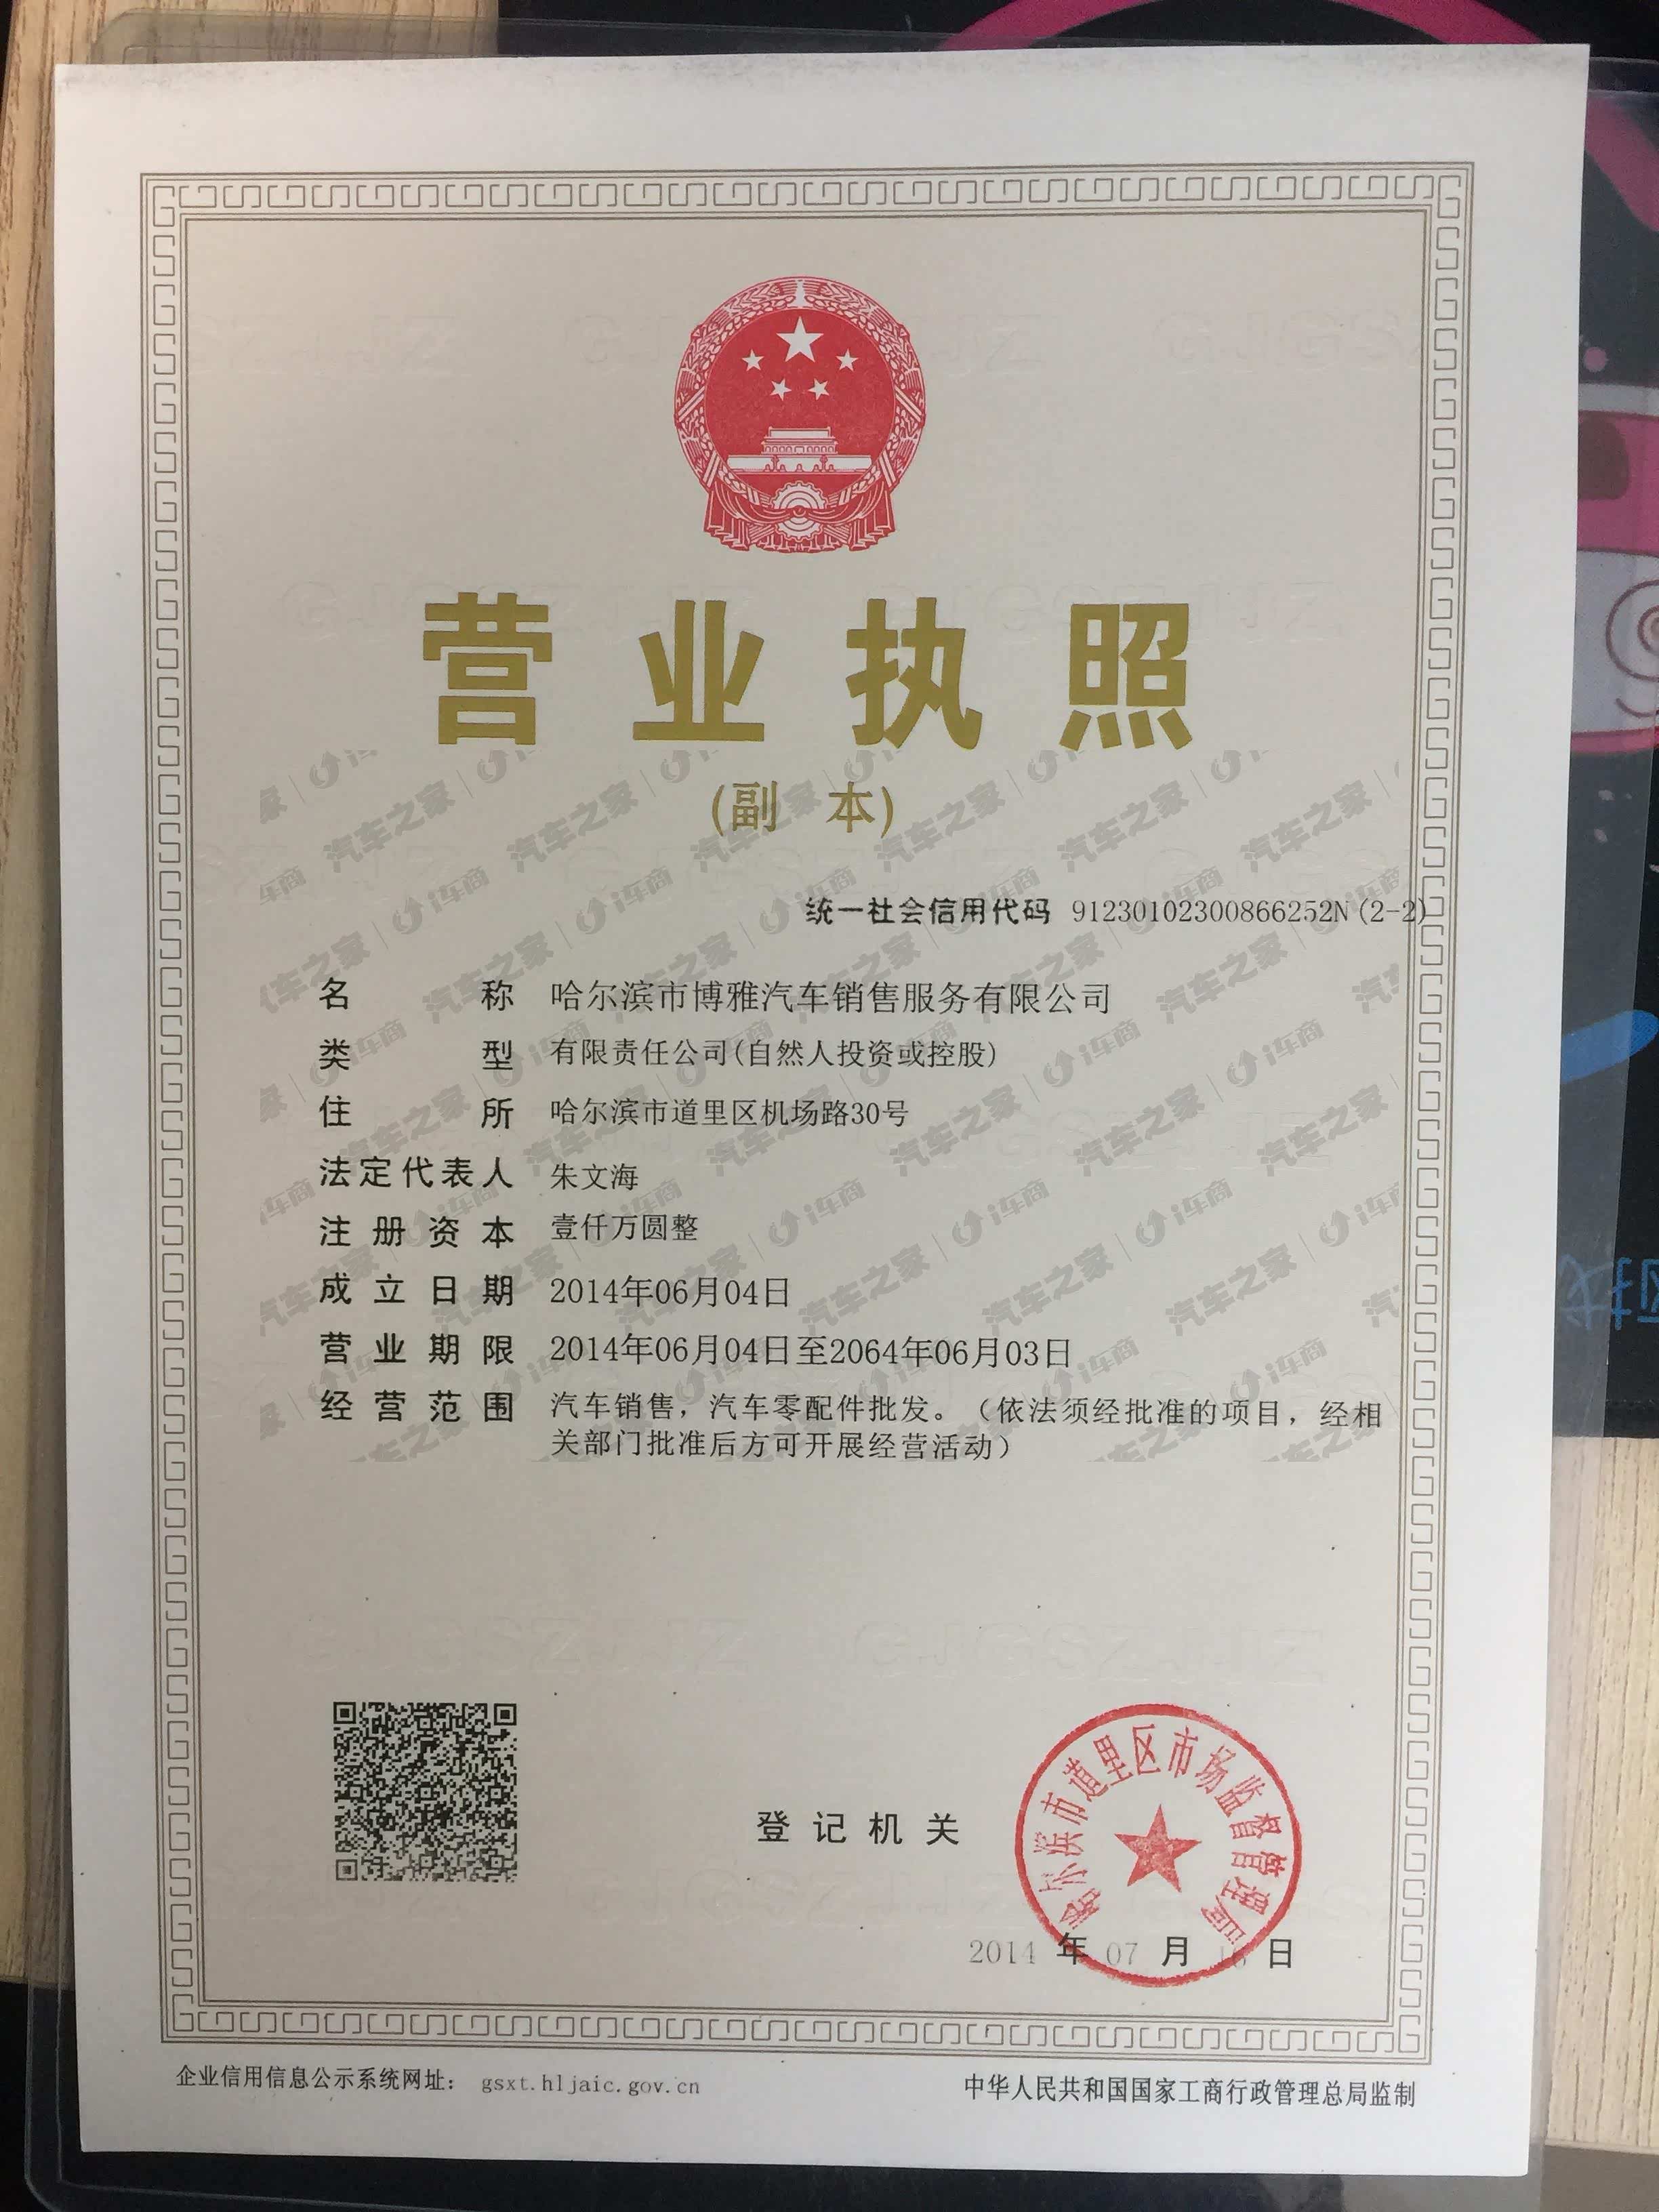 营业执照
(副 本)
统一社会信用代码 91230102300866252N(2-2)
名 称 哈尔滨市博雅汽车销售服务有限公司
类 型 有限责任公司(自然人投资或控股)
住 所 哈尔滨市道里区机场路30号
法定代表人 朱文海
注册资本 壹仟万圆整
成立日期 2014年06月04日
营业期限 2014年06月04日至2064年06月03日
经营范围 汽车销售，汽车零配件批发。（依法须经批准的项目，经相
关部门批准后方可开展经营活动）
登记机关
哈尔滨市道里区市场监督管理局
2014 年 07 月 日
企业信用信息公示系统网址： gsxt.hljaic.gov.cn
中华人民共和国国家工商行政管理总局监制
汽车之家 i车商